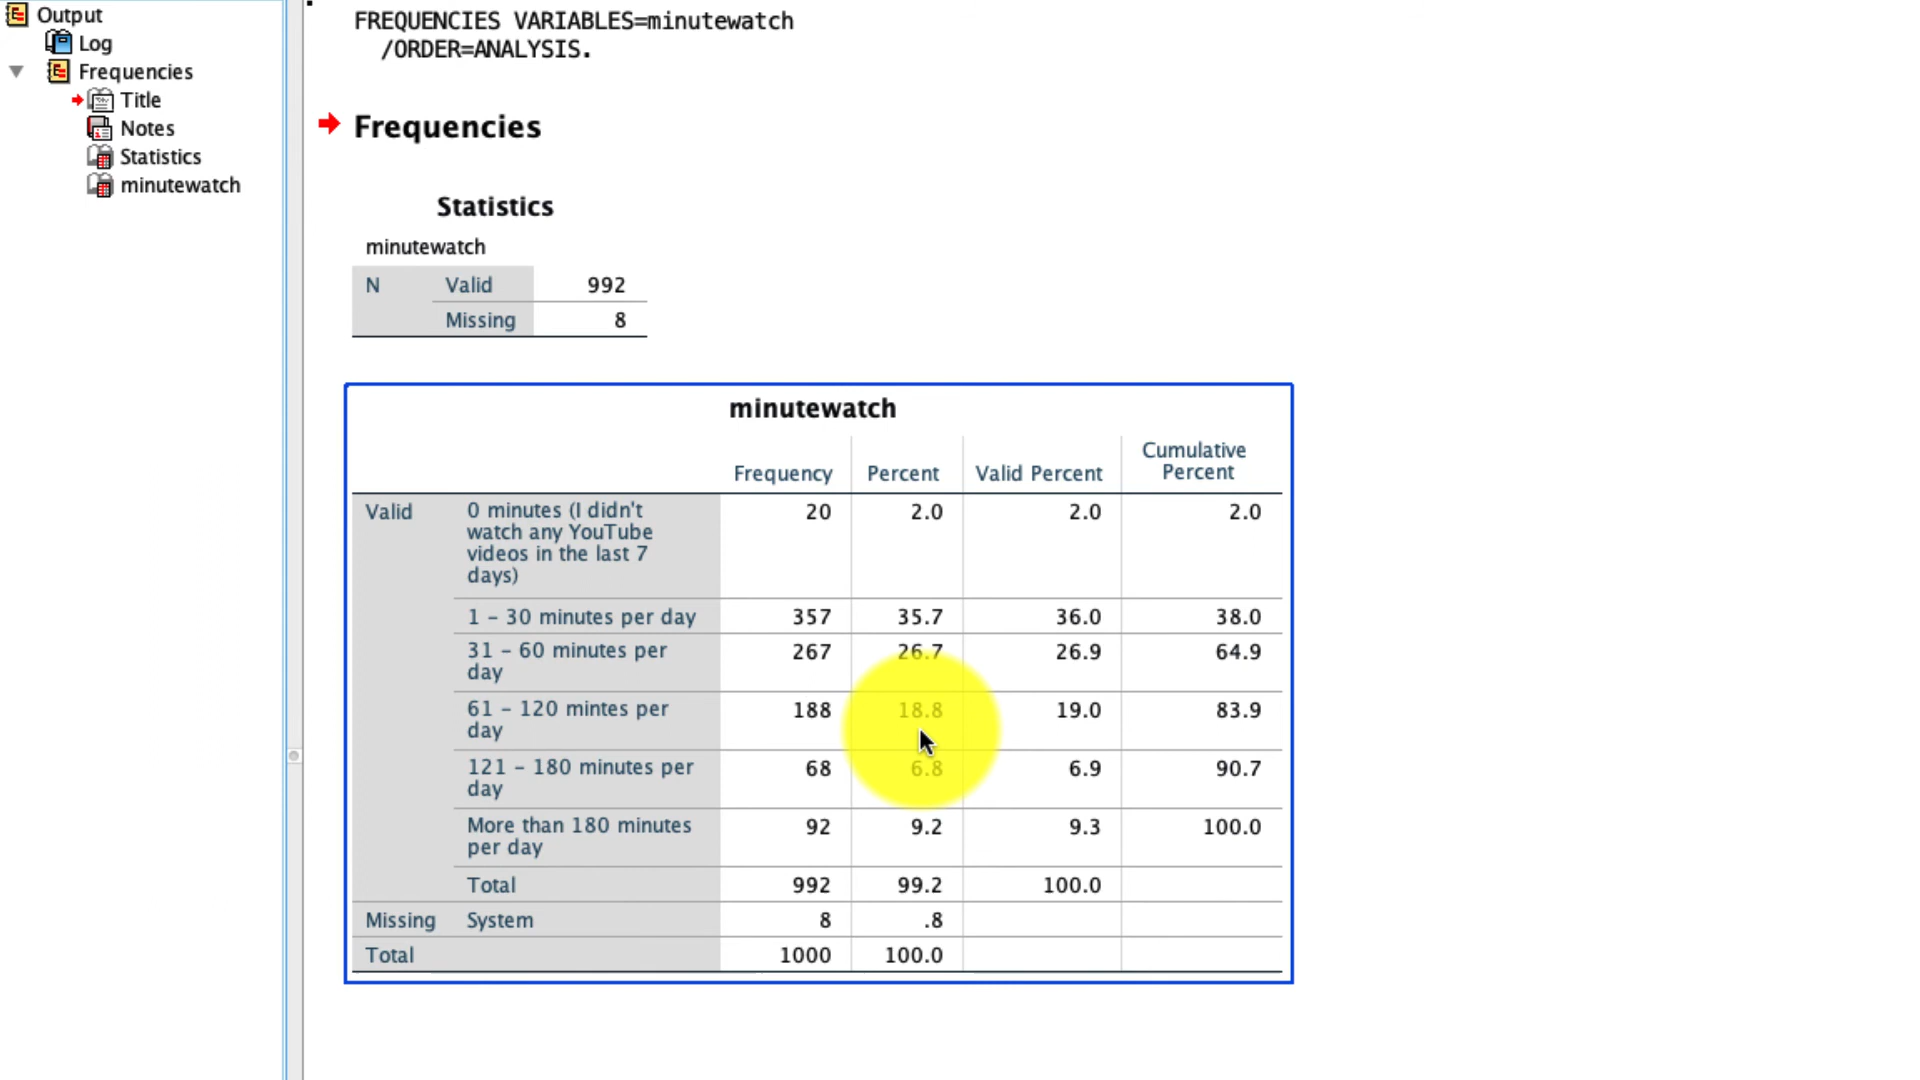 Output
Log
Frequencies
Title
Notes
Statistics
minutewatch
FREQUENCIES VARIABLES=minutewatch
/ORDER=ANALYSIS.
Frequencies
Statistics
minutewatch
N Valid 992
Missing 8
minutewatch
Frequency Percent Valid Percent Cumulative Percent
Valid 0 minutes (I didn't 20 2.0 2.0 2.0
watch any YouTube
videos in the last 7
days)
1 - 30 minutes per day 357 35.7 36.0 38.0
31 - 60 minutes per 267 26.7 26.9 64.9
day
61 - 120 mintes per 188 18.8 19.0 83.9
day
121 - 180 minutes per 68 6.8 6.9 90.7
day
More than 180 minutes 92 9.2 9.3 100.0
per day
Total 992 99.2 100.0
Missing System 8 .8
Total 1000 100.0